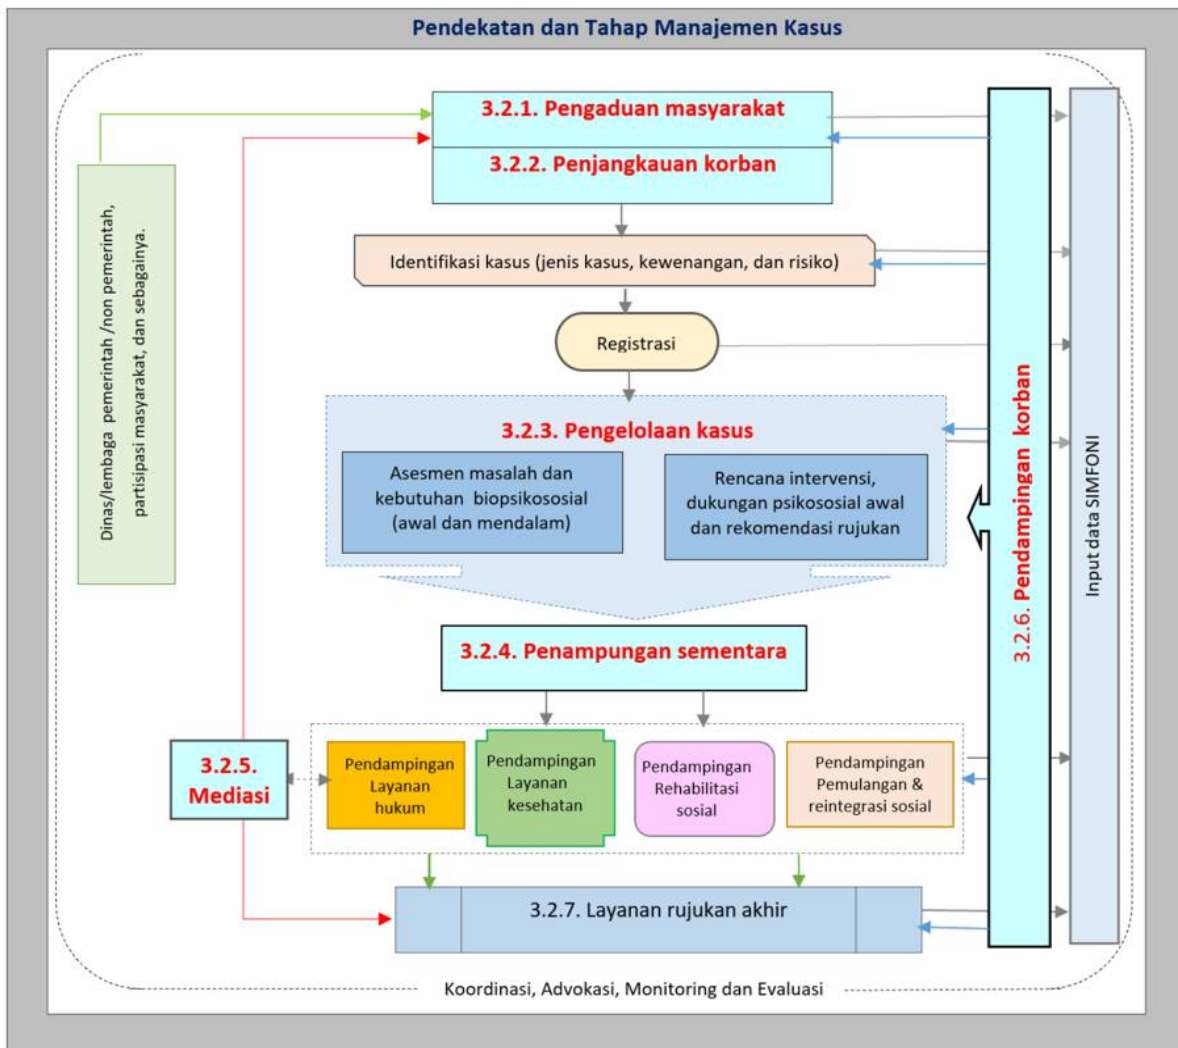 Pendekatan dan Tahap Manajemen Kasus
3.2.1. Pengaduan masyarakat
3.2.2. Penjangkauan korban
Dinas/lembaga pemerintah /non pemerintah,
partisipasi masyarakat, dan sebagainya.
Identifikasi kasus (jenis kasus, kewenangan, dan risiko)
Registrasi
3.2.3. Pengelolaan kasus
Asesmen masalah dan
kebutuhan biopsikososial
(awal dan mendalam)
Rencana intervensi,
dukungan psikososial awal
dan rekomendasi rujukan
3.2.6. Pendampingan korban
Input data SIMFONI
3.2.4. Penampungan sementara
3.2.5.
Mediasi
Pendampingan
Layanan
hukum
Pendampingan
Layanan
kesehatan
Pendampingan
Rehabilitasi
sosial
Pendampingan
Pemulangan &
reintegrasi sosial
3.2.7. Layanan rujukan akhir
Koordinasi, Advokasi, Monitoring dan Evaluasi